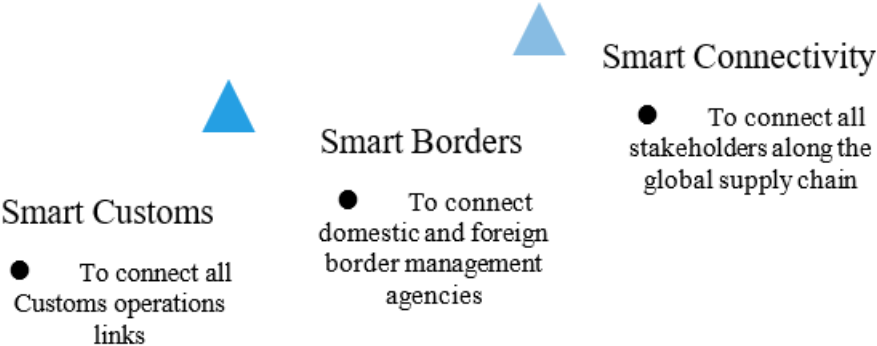 Smart Customs
● To connect all
Customs operations
links
Smart Borders
● To connect
domestic and foreign
border management
agencies
Smart Connectivity
● To connect all
stakeholders along the
global supply chain